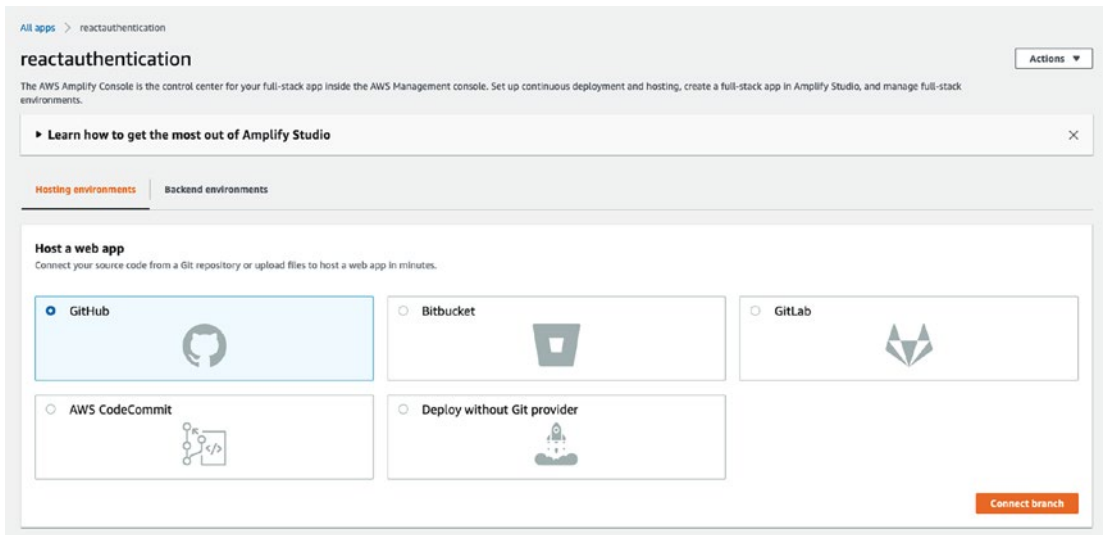 All apps > reactauthentication
reactauthentication
Actions ▼
The AWS Amplify Console is the control center for your full-stack app inside the AWS Management console. Set up continuous deployment and hosting, create a full-stack app in Amplify Studio, and manage full-stack
environments.
▸ Learn how to get the most out of Amplify Studio
Hosting environments
Backend environments
Host a web app
Connect your source code from a Git repository or upload files to host a web app in minutes.
GitHub
Bitbucket
GitLab
AWS CodeCommit
</>
Deploy without Git provider
Connect branch